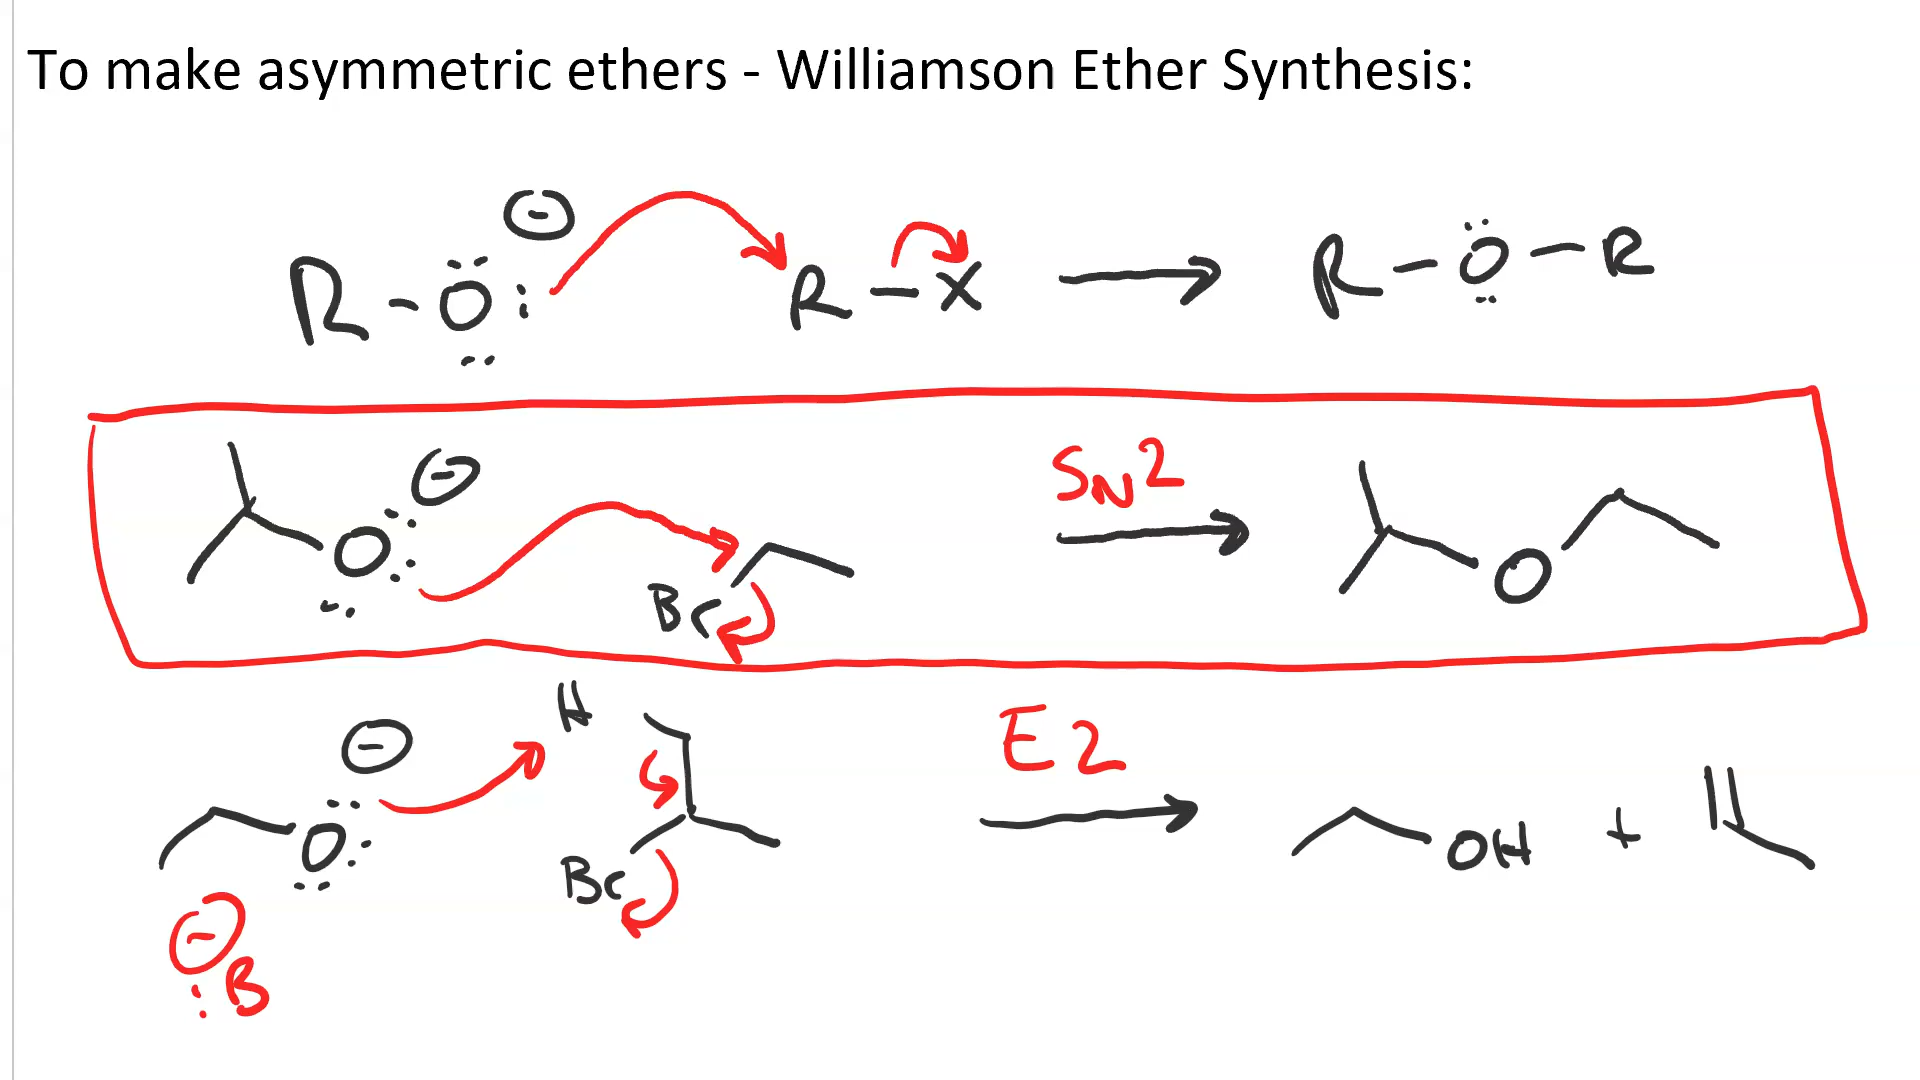 To make asymmetric ethers - Williamson Ether Synthesis:
R - O ⊖ R - X → R - O - R
O ⊖ Br SN2 → O
O ⊖ H Br E2 → OH +
⊖ : B